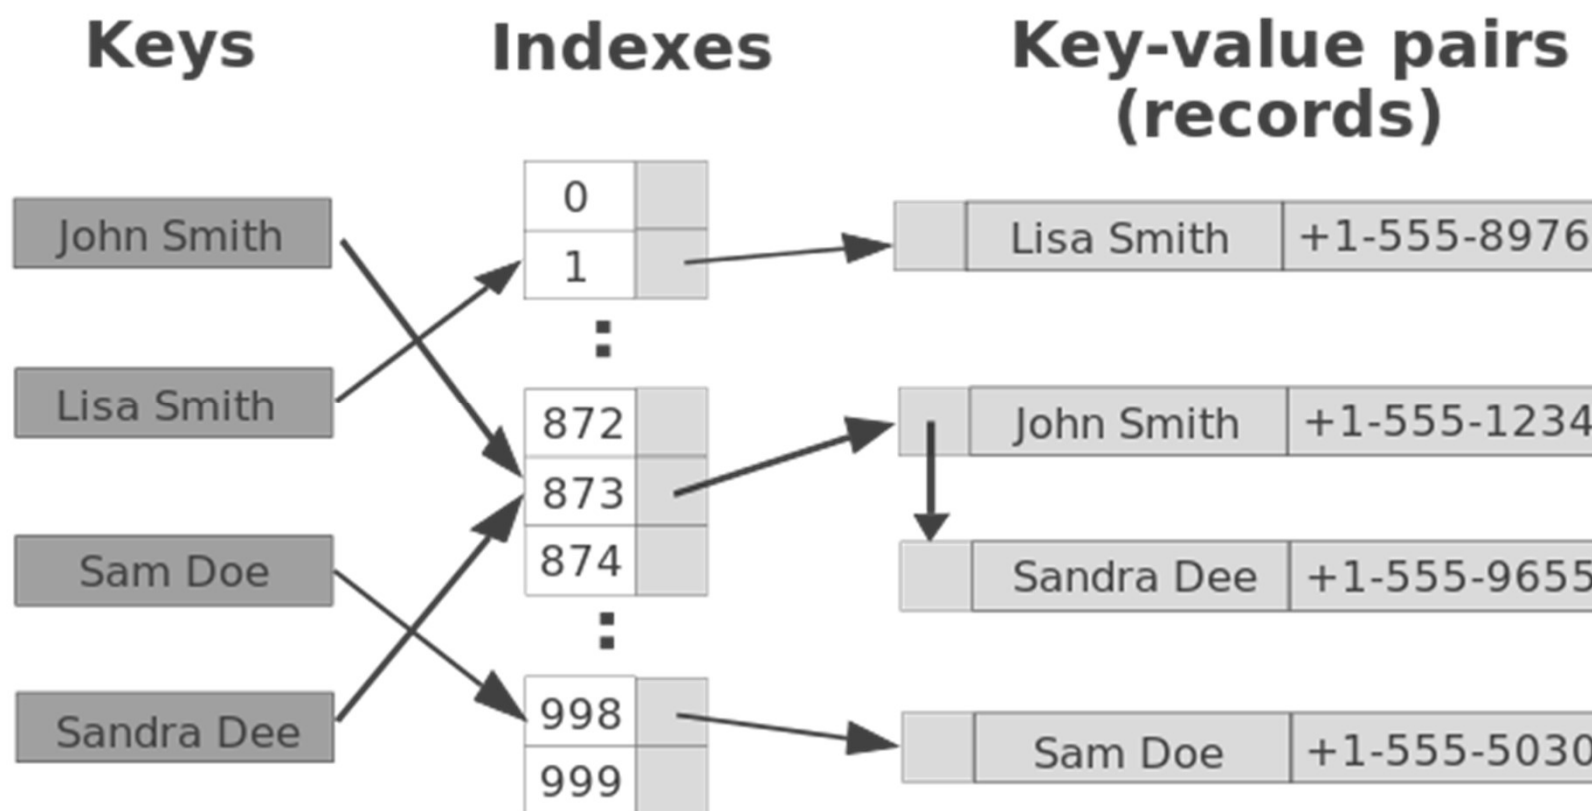 Keys
Indexes
Key-value pairs
(records)
John Smith
Lisa Smith
Sam Doe
Sandra Dee
0
1
:
872
873
874
:
998
999
Lisa Smith +1-555-8976
John Smith +1-555-1234
Sandra Dee +1-555-9655
Sam Doe +1-555-5030